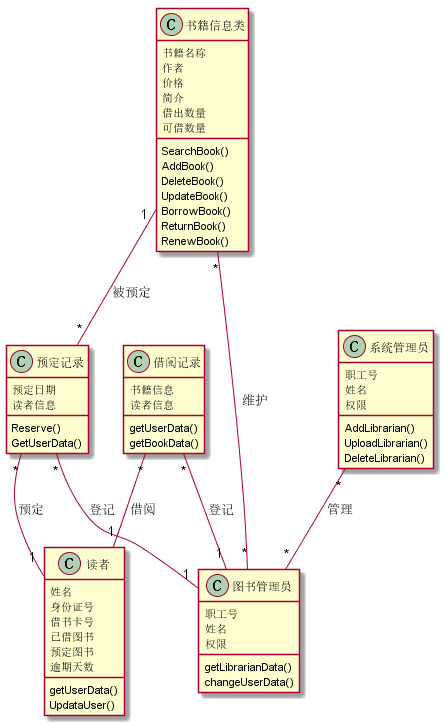 C 书籍信息类
书籍名称
作者
价格
简介
借出数量
可借数量
SearchBook()
AddBook()
DeleteBook()
UpdateBook()
BorrowBook()
ReturnBook()
RenewBook()
1
*
被预定
*
维护
C 预定记录
预定日期
读者信息
Reserve()
GetUserData()
C 借阅记录
书籍信息
读者信息
getUserData()
getBookData()
C 系统管理员
职工号
姓名
权限
AddLibrarian()
UploadLibrarian()
DeleteLibrarian()
* * * * *
预定 登记 借阅 登记 管理
1 1 1 1 * *
C 读者
姓名
身份证号
借书卡号
已借图书
预定图书
逾期天数
getUserData()
UpdataUser()
C 图书管理员
职工号
姓名
权限
getLibrarianData()
changeUserData()